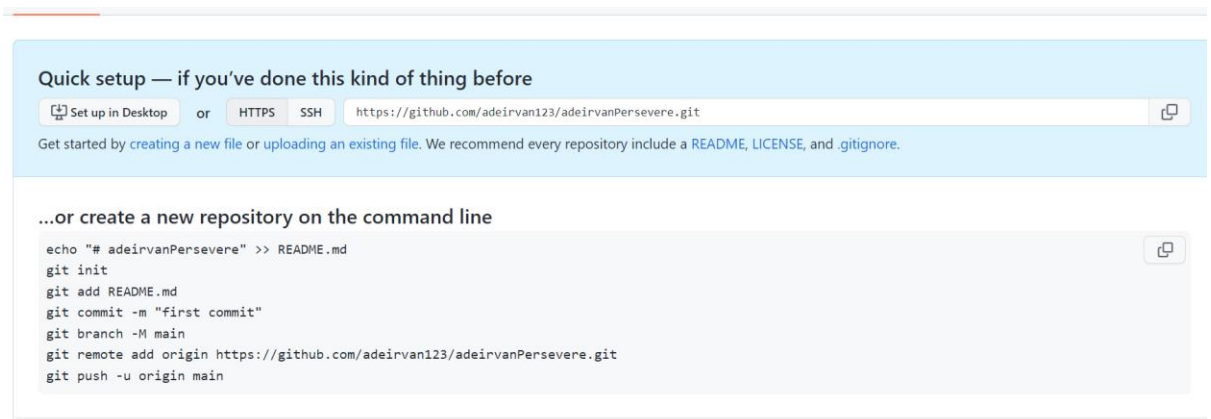 Quick setup — if you've done this kind of thing before
Set up in Desktop or HTTPS SSH https://github.com/adeirvan123/adeirvanPersevere.git
Get started by creating a new file or uploading an existing file. We recommend every repository include a README, LICENSE, and .gitignore.
...or create a new repository on the command line
echo "# adeirvanPersevere" >> README.md
git init
git add README.md
git commit -m "first commit"
git branch -M main
git remote add origin https://github.com/adeirvan123/adeirvanPersevere.git
git push -u origin main